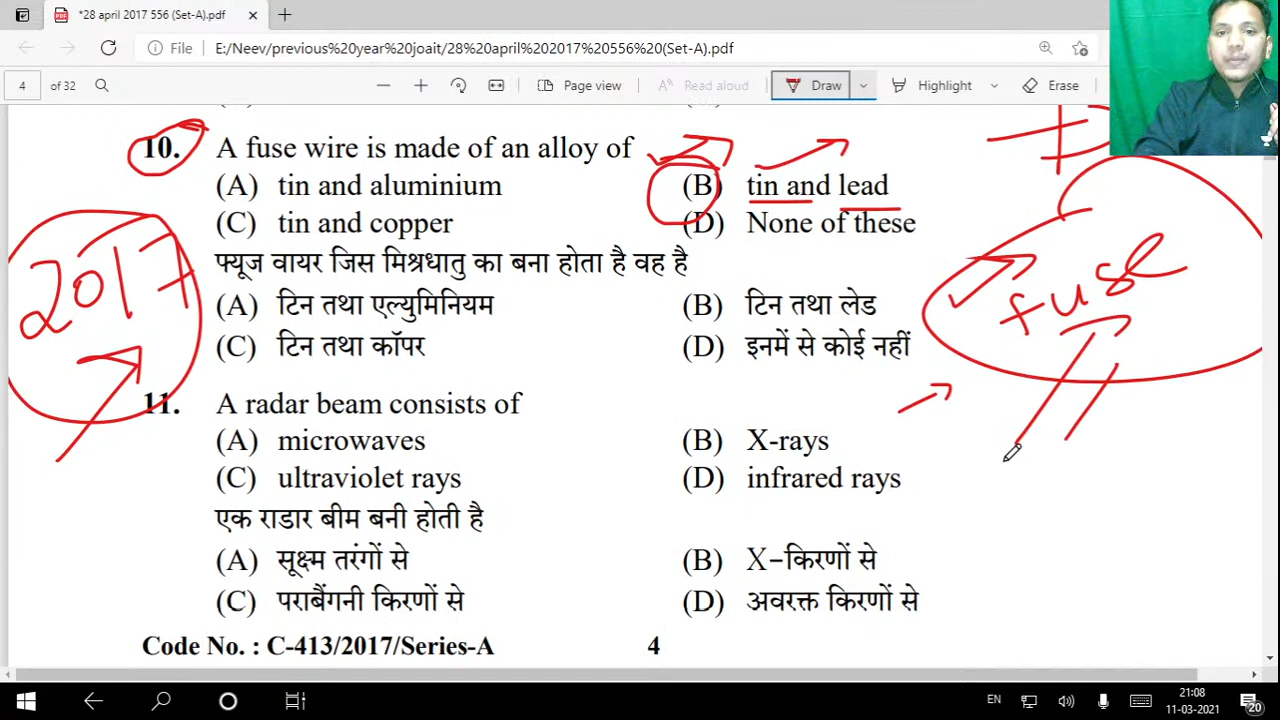 *28 april 2017 556 (Set-A).pdf
File E:/Neev/previous%20year%20joait/28%20april%202017%20556%20(Set-A).pdf
4 of 32 Page view Read aloud Draw Highlight Erase
10. A fuse wire is made of an alloy of
(A) tin and aluminium (B) tin and lead
(C) tin and copper (D) None of these
फ्यूज वायर जिस मिश्रधातु का बना होता है वह है
(A) टिन तथा एल्युमिनियम (B) टिन तथा लेड
(C) टिन तथा कॉपर (D) इनमें से कोई नहीं
2017
fuse
11. A radar beam consists of
(A) microwaves (B) X-rays
(C) ultraviolet rays (D) infrared rays
एक राडार बीम बनी होती है
(A) सूक्ष्म तरंगों से (B) X-किरणों से
(C) पराबैंगनी किरणों से (D) अवरक्त किरणों से
Code No. : C-413/2017/Series-A 4
EN 21:08
11-03-2021 20